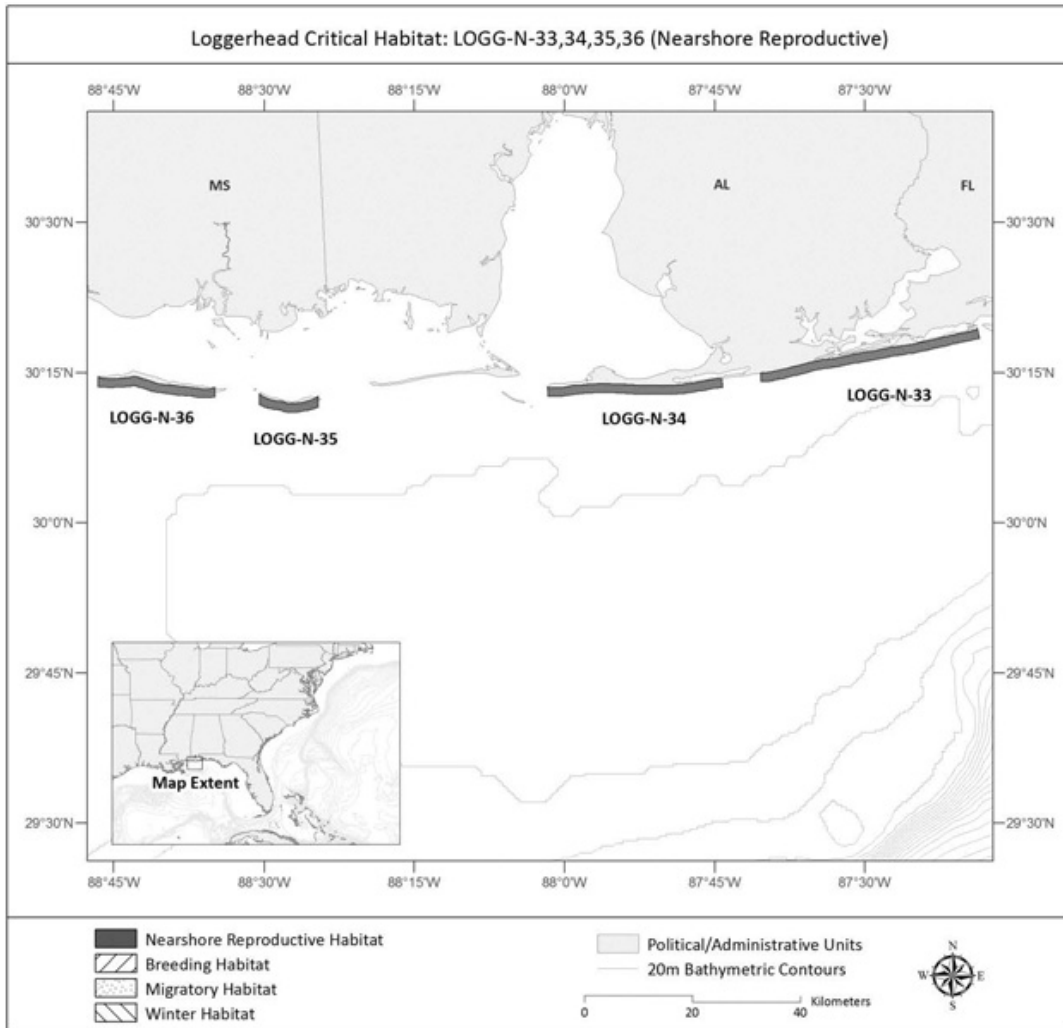 Loggerhead Critical Habitat: LOGG-N-33,34,35,36 (Nearshore Reproductive)
88°45'W 88°30'W 88°15'W 88°0'W 87°45'W 87°30'W
MS AL FL
30°30'N 30°30'N
30°15'N 30°15'N
LOGG-N-36 LOGG-N-35 LOGG-N-34 LOGG-N-33
30°0'N 30°0'N
29°45'N 29°45'N
Map Extent
29°30'N 29°30'N
88°45'W 88°30'W 88°15'W 88°0'W 87°45'W 87°30'W
Nearshore Reproductive Habitat
Breeding Habitat
Migratory Habitat
Winter Habitat
Political/Administrative Units
20m Bathymetric Contours
Kilometers
0 20 40
N
W E
S